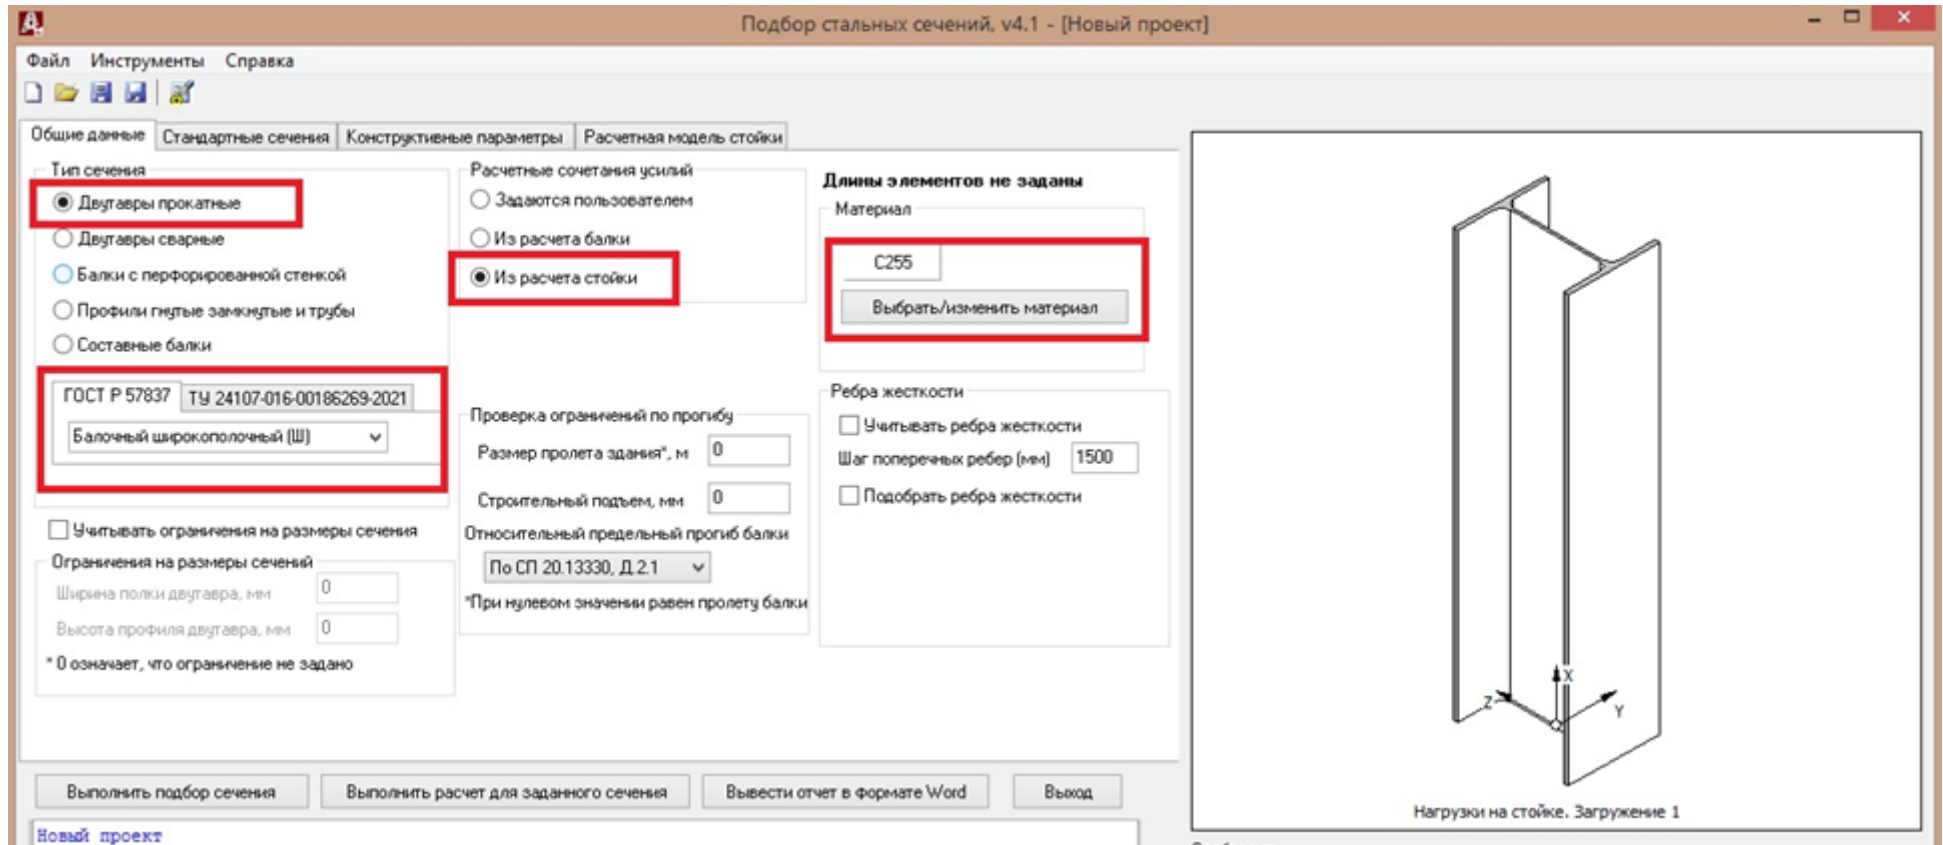 Подбор стальных сечений, v4.1 - [Новый проект]
Файл Инструменты Справка
Общие данные Стандартные сечения Конструктивные параметры Расчетная модель стойки
Тип сечения
Двутавры прокатные
Двутавры сварные
Балки с перфорированной стенкой
Профили гнутые замкнутые и трубы
Составные балки
ГОСТ Р 57837 ТУ 24107-016-00186269-2021
Балочный широкополочный (Ш)
Учитывать ограничения на размеры сечения
Ограничения на размеры сечений
Ширина полки двутавра, мм 0
Высота профиля двутавра, мм 0
* 0 означает, что ограничение не задано
Расчетные сочетания усилий
Задаются пользователем
Из расчета балки
Из расчета стойки
Проверка ограничений по прогибу
Размер пролета здания*, м 0
Строительный подъем, мм 0
Относительный предельный прогиб балки
По СП 20.13330, Д.2.1
*При нулевом значении равен пролету балки
Длины элементов не заданы
Материал
С255
Выбрать/изменить материал
Ребра жесткости
Учитывать ребра жесткости
Шаг поперечных ребер (мм) 1500
Подобрать ребра жесткости
X
Z
Y
Нагрузки на стойке. Загружение 1
Выполнить подбор сечения Выполнить расчет для заданного сечения Вывести отчет в формате Word Выход
Новый проект